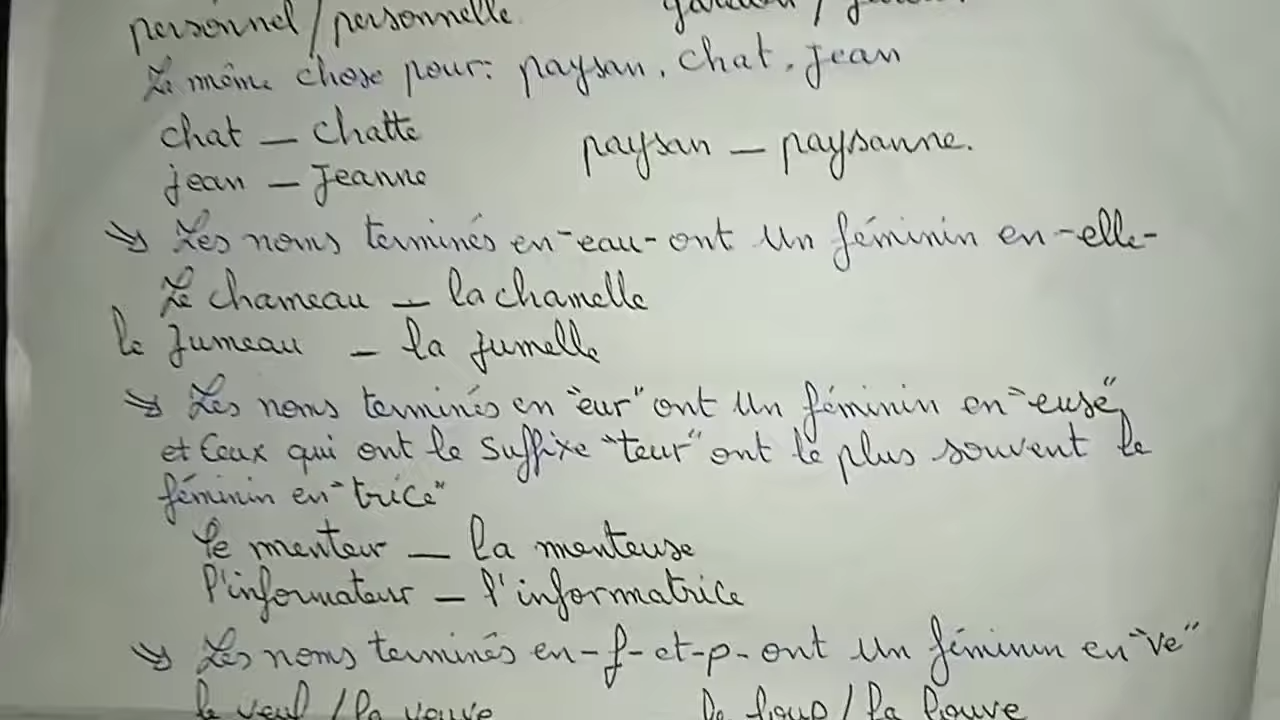 personnel / personnelle
Le même chose pour: paysan, chat, jean
chat _ chatte
paysan _ paysanne.
jean _ Jeanne
Les noms terminés en -eau- ont un féminin en -elle-
Le chameau _ la chamelle
le Jumeau _ la jumelle
Les noms terminés en "eur" ont un féminin en "euse",
et ceux qui ont le suffixe "teur" ont le plus souvent le
féminin en "trice"
le menteur _ la menteuse
l'informateur _ l'informatrice
Les noms terminés en -f- et -p- ont un féminin en "ve"
le veuf / la veuve le loup / la louve